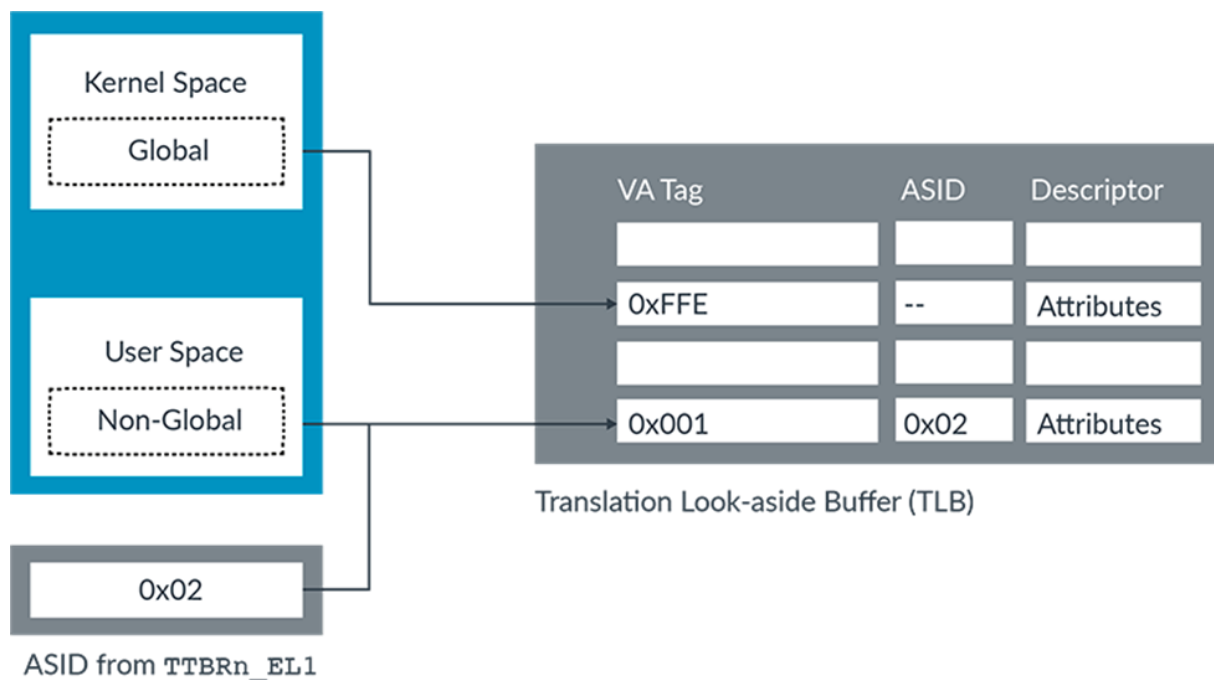 Kernel Space
Global
User Space
Non-Global
0x02
ASID from TTBRn_EL1
VA Tag ASID Descriptor
0xFFE -- Attributes
0x001 0x02 Attributes
Translation Look-aside Buffer (TLB)